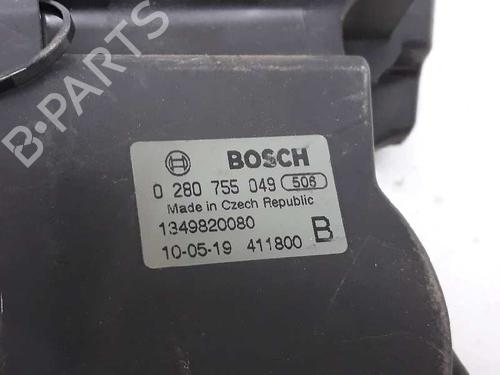 B-PARTS
BOSCH
0 280 755 049 506
Made in Czech Republic
1349820080
10-05-19 411800 B